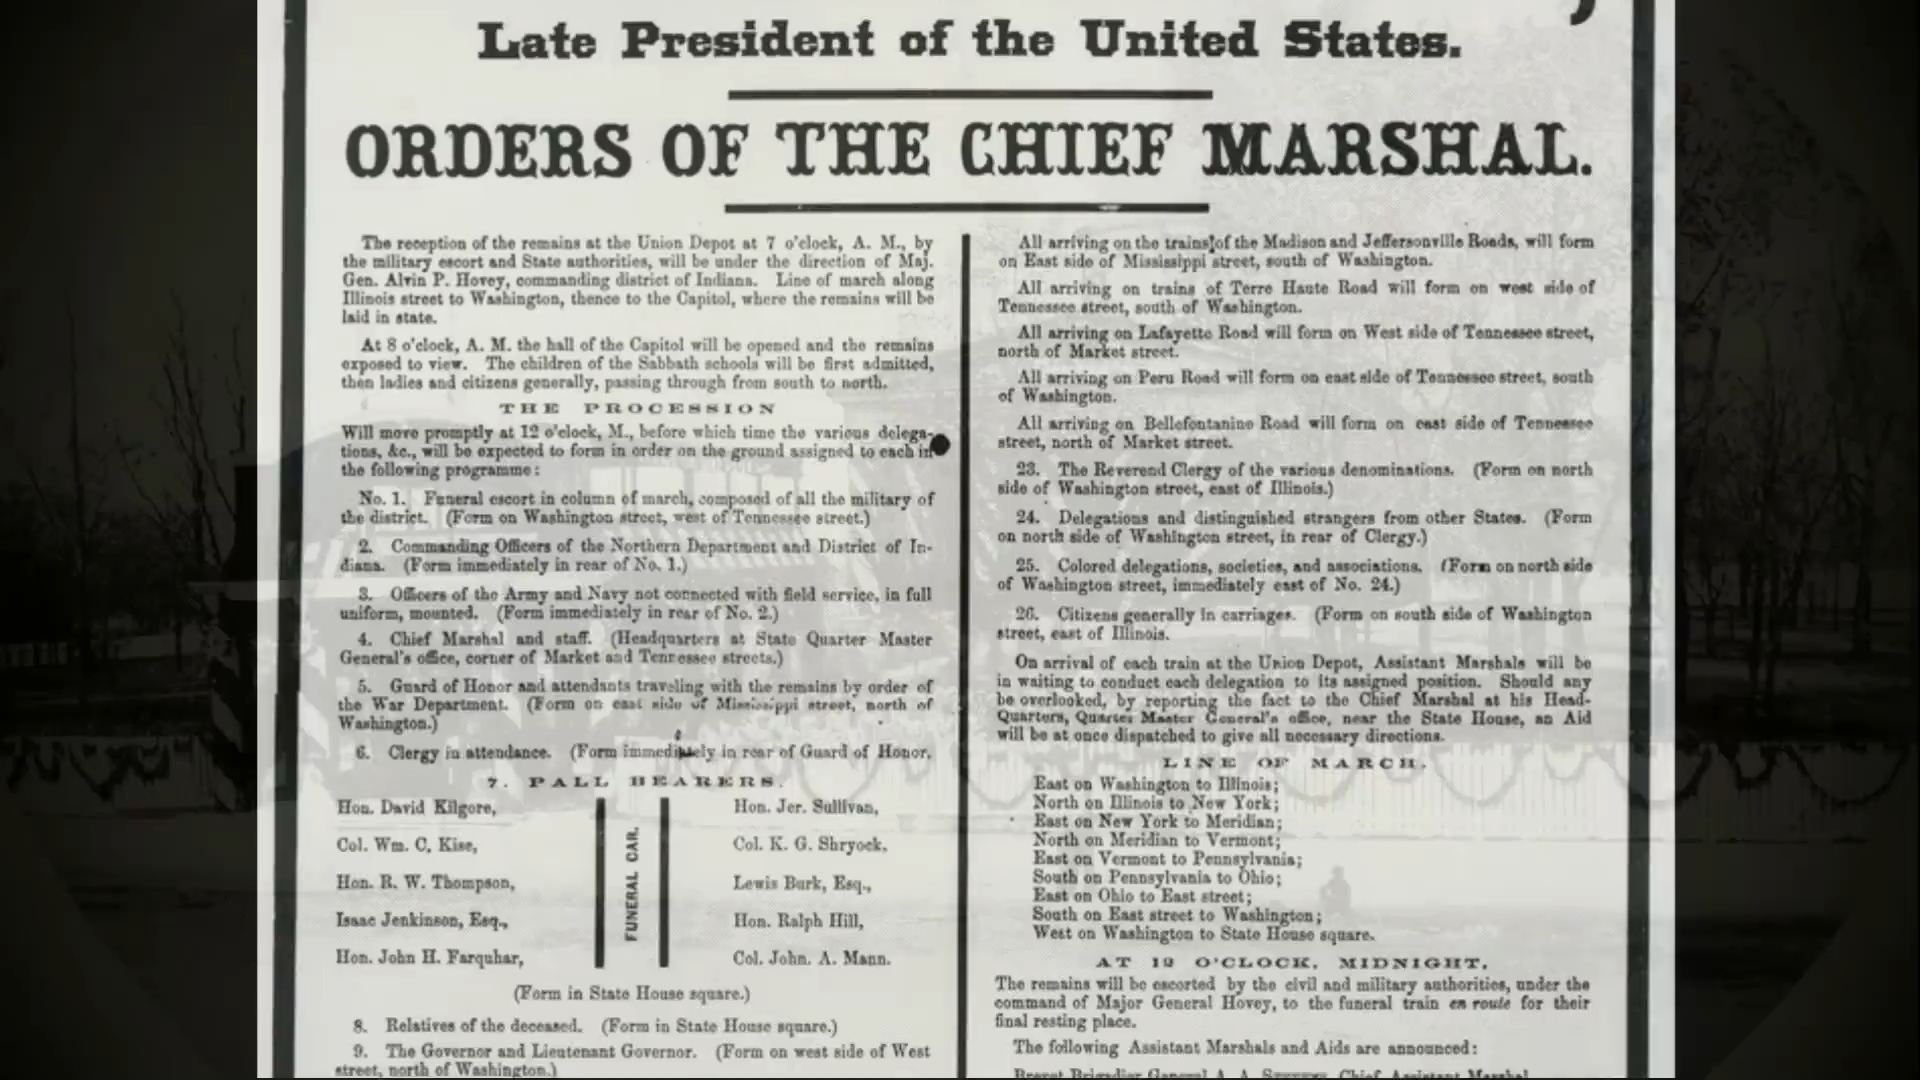 Late President of the United States.
ORDERS OF THE CHIEF MARSHAL.
The reception of the remains at the Union Depot at 7 o'clock, A. M., by
the military escort and State authorities, will be under the direction of Maj.
Gen. Alvin P. Hovey, commanding district of Indiana. Line of march along
Illinois street to Washington, thence to the Capitol, where the remains will be
laid in state.
At 8 o'clock, A. M. the hall of the Capitol will be opened and the remains
exposed to view. The children of the Sabbath schools will be first admitted,
then ladies and citizens generally, passing through from south to north.
THE PROCESSION
Will move promptly at 12 o'clock, M., before which time the various delega-
tions, &c., will be expected to form in order on the ground assigned to each in
the following programme:
No. 1. Funeral escort in column of march, composed of all the military of
the district. (Form on Washington street, west of Tennessee street.)
2. Commanding Officers of the Northern Department and District of In-
diana. (Form immediately in rear of No. 1.)
3. Officers of the Army and Navy not connected with field service, in full
uniform, mounted. (Form immediately in rear of No. 2.)
4. Chief Marshal and staff. (Headquarters at State Quarter Master
General's office, corner of Market and Tennessee streets.)
5. Guard of Honor and attendants traveling with the remains by order of
the War Department. (Form on east side of Mississippi street, north of
Washington.)
6. Clergy in attendance. (Form immediately in rear of Guard of Honor.
7. PALL BEARERS.
Hon. David Kilgore,
Col. Wm. C, Kise,
Hon. R. W. Thompson,
Isaac Jenkinson, Esq.,
Hon. John H. Farquhar,
FUNERAL CAR.
Hon. Jer. Sullivan,
Col. K. G. Shryock,
Lewis Burk, Esq.,
Hon. Ralph Hill,
Col. John. A. Mann.
(Form in State House square.)
8. Relatives of the deceased. (Form in State House square.)
9. The Governor and Lieutenant Governor. (Form on west side of West
street, north of Washington.)
All arriving on the trains of the Madison and Jeffersonville Roads, will form
on East side of Mississippi street, south of Washington.
All arriving on trains of Terre Haute Road will form on west side of
Tennessee street, south of Washington.
All arriving on Lafayette Road will form on West side of Tennessee street,
north of Market street.
All arriving on Peru Road will form on east side of Tennessee street, south
of Washington.
All arriving on Bellefontanine Road will form on east side of Tennessee
street, north of Market street.
23. The Reverend Clergy of the various denominations. (Form on north
side of Washington street, east of Illinois.)
24. Delegations and distinguished strangers from other States. (Form
on north side of Washington street, in rear of Clergy.)
25. Colored delegations, societies, and associations. (Form on north side
of Washington street, immediately east of No. 24.)
26. Citizens generally in carriages. (Form on south side of Washington
street, east of Illinois.
On arrival of each train at the Union Depot, Assistant Marshals will be
in waiting to conduct each delegation to its assigned position. Should any
be overlooked, by reporting the fact to the Chief Marshal at his Head-
Quarters, Quarter Master General's office, near the State House, an Aid
will be at once dispatched to give all necessary directions.
LINE OF MARCH.
East on Washington to Illinois;
North on Illinois to New York;
East on New York to Meridian;
North on Meridian to Vermont;
East on Vermont to Pennsylvania;
South on Pennsylvania to Ohio;
East on Ohio to East street;
South on East street to Washington;
West on Washington to State House square.
AT 12 O'CLOCK, MIDNIGHT,
The remains will be escorted by the civil and military authorities, under the
command of Major General Hovey, to the funeral train en route for their
final resting place.
The following Assistant Marshals and Aids are announced:
Brevet Brigadier General A. A. Chief Assistant Marshal